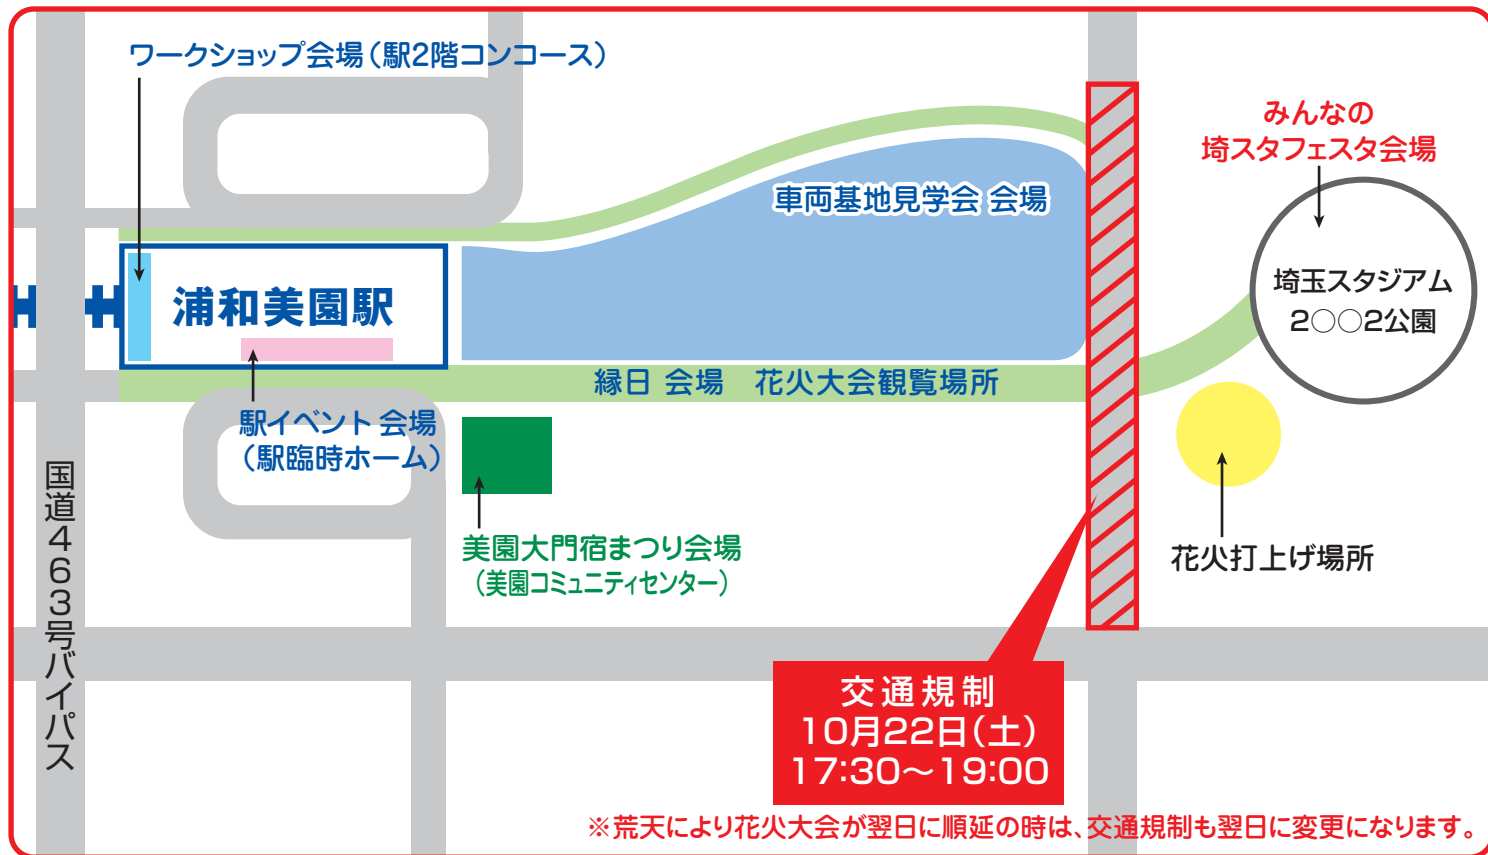 ワークショップ会場（駅2階コンコース）
みんなの
埼スタフェスタ会場
車両基地見学会 会場
浦和美園駅
埼玉スタジアム
2○○2公園
縁日 会場　花火大会観覧場所
駅イベント 会場
（駅臨時ホーム）
国道463号バイパス
美園大門宿まつり会場
（美園コミュニティセンター）
花火打上げ場所
交通規制
10月22日（土）
17:30〜19:00
※荒天により花火大会が翌日に順延の時は、交通規制も翌日に変更になります。